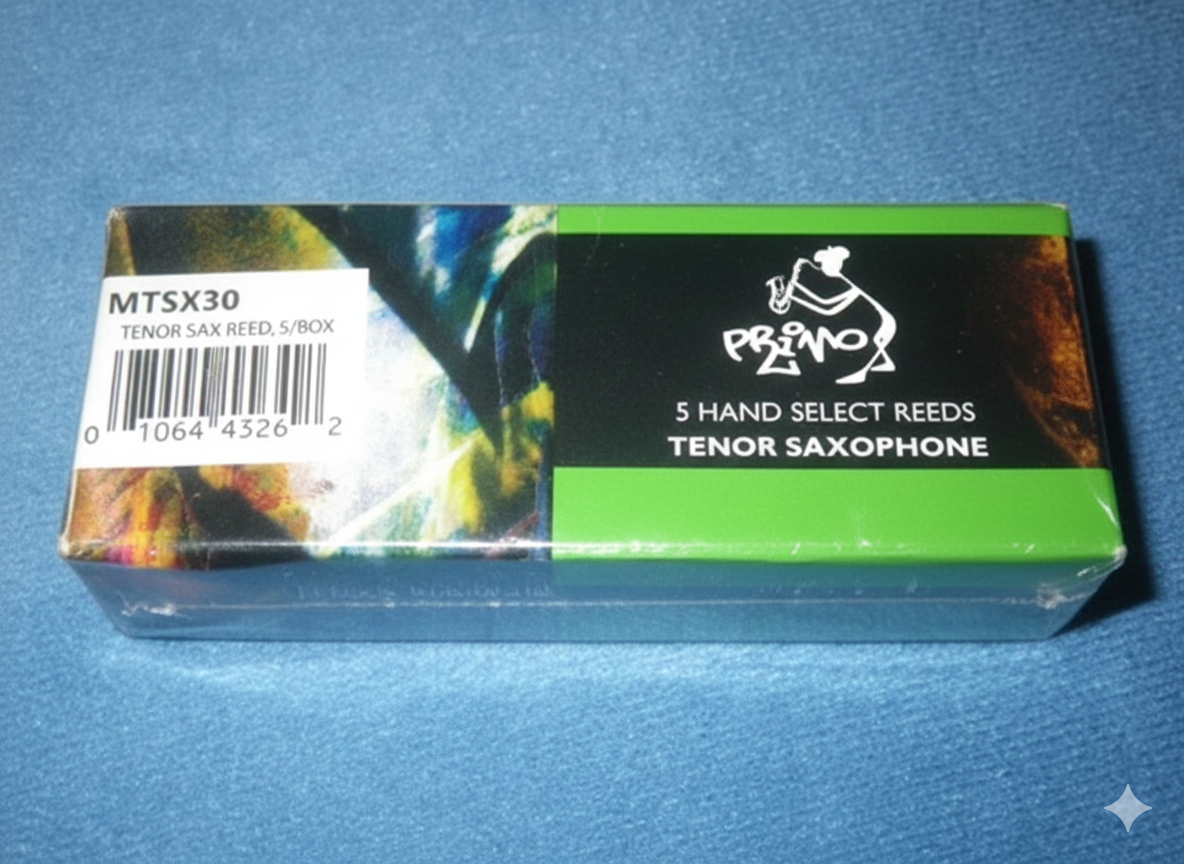 MTSX30
TENOR SAX REED, 5/BOX
0 1064 4326 2
PRIMO
5 HAND SELECT REEDS
TENOR SAXOPHONE